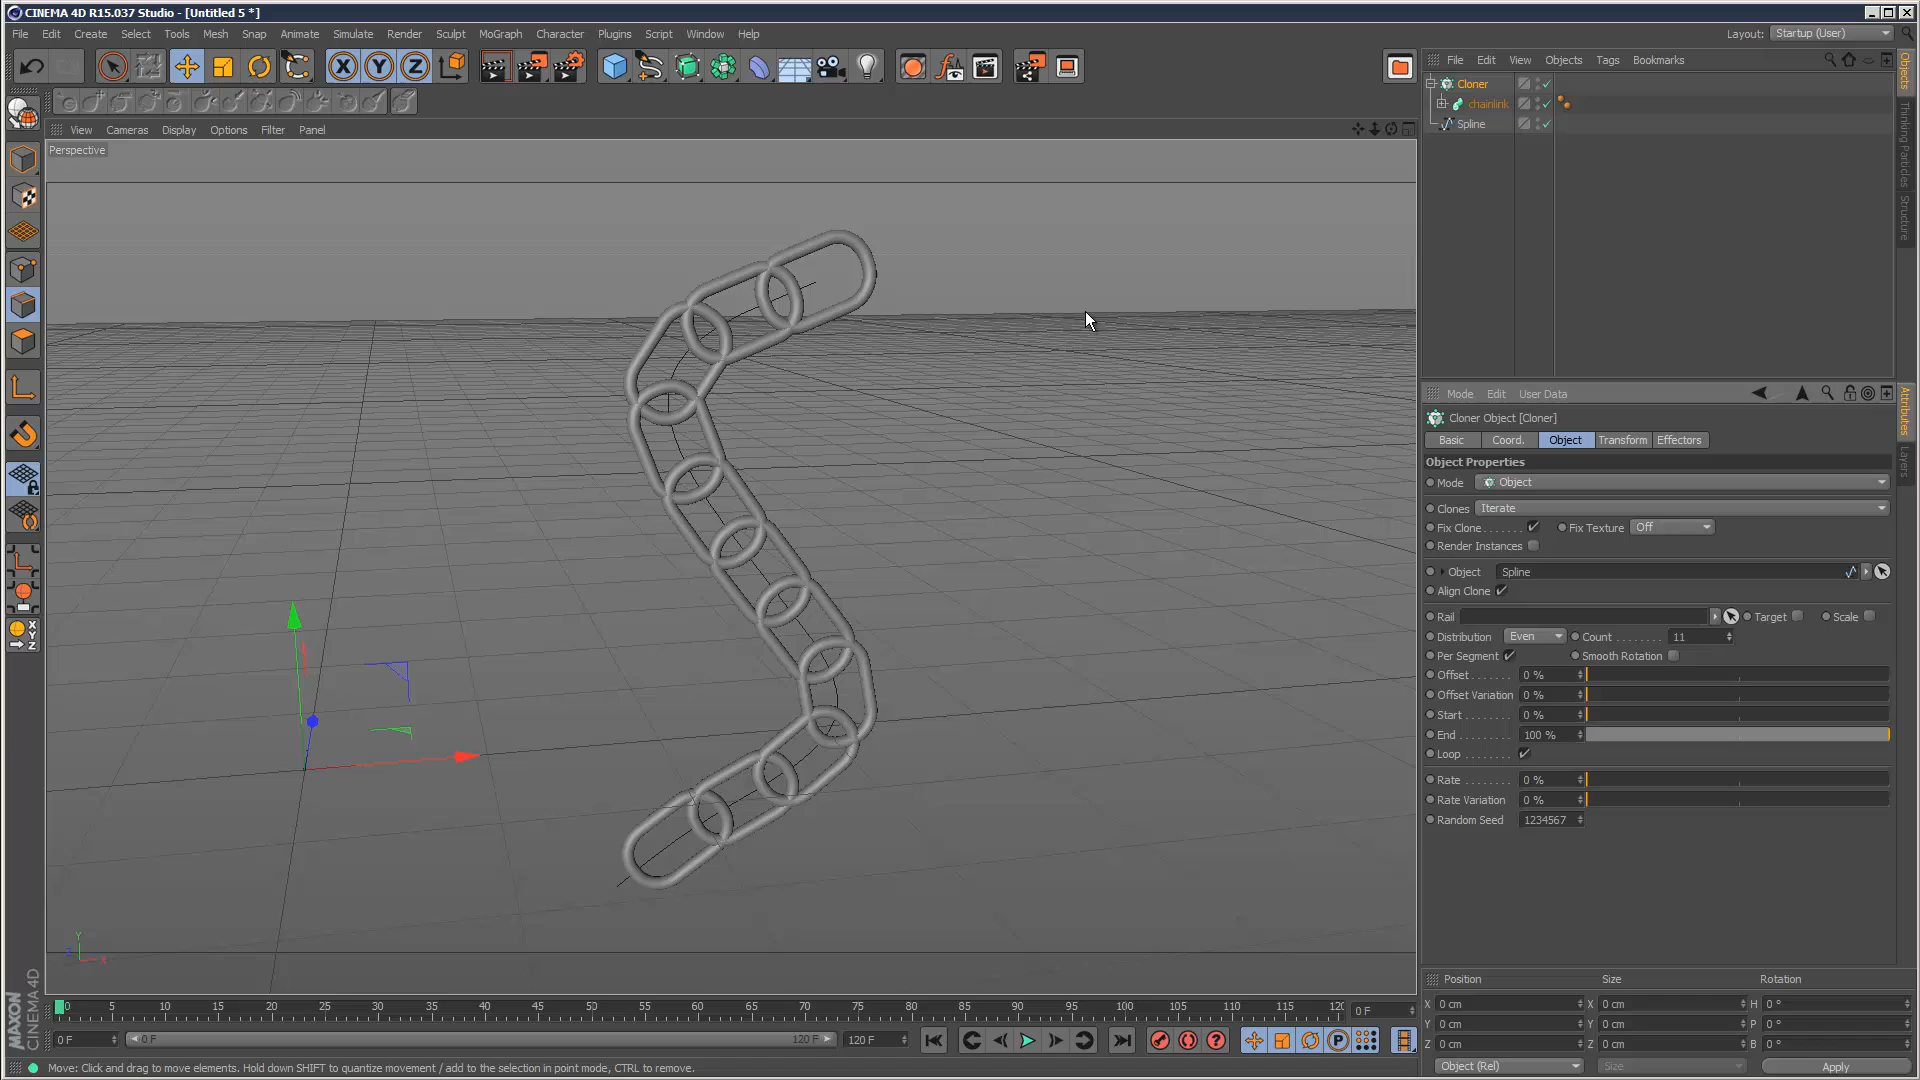 CINEMA 4D R15.037 Studio - [Untitled 5 *]
File Edit Create Select Tools Mesh Snap Animate Simulate Render Sculpt MoGraph Character Plugins Script Window Help
Layout: Startup (User)
X Y Z
File Edit View Objects Tags Bookmarks
Cloner
chainlink
Spline
View Cameras Display Options Filter Panel
Perspective
Objects
Thinking Particles
Structure
Mode Edit User Data
Attributes
Layers
Cloner Object [Cloner]
Basic Coord. Object Transform Effectors
Object Properties
Mode Object
Clones Iterate
Fix Clone . . . . . . Fix Texture Off
Render Instances
Object Spline
Align Clone
Rail Target Scale
Distribution Even Count . . . . . . . . 11
Per Segment Smooth Rotation
Offset . . . . . . . 0 %
Offset Variation 0 %
Start . . . . . . . . 0 %
End . . . . . . . . 100 %
Loop . . . . . . . .
Rate . . . . . . . . 0 %
Rate Variation 0 %
Random Seed 1234567
X
Y
Z
Y
X
Z
MAXON
CINEMA 4D
0 5 10 15 20 25 30 35 40 45 50 55 60 65 70 75 80 85 90 95 100 105 110 115 120
0 F
0 F 0 F 120 F 120 F
P
Position Size Rotation
X 0 cm X 0 cm H 0 °
Y 0 cm Y 0 cm P 0 °
Z 0 cm Z 0 cm B 0 °
Object (Rel) Size Apply
Move: Click and drag to move elements. Hold down SHIFT to quantize movement / add to the selection in point mode, CTRL to remove.